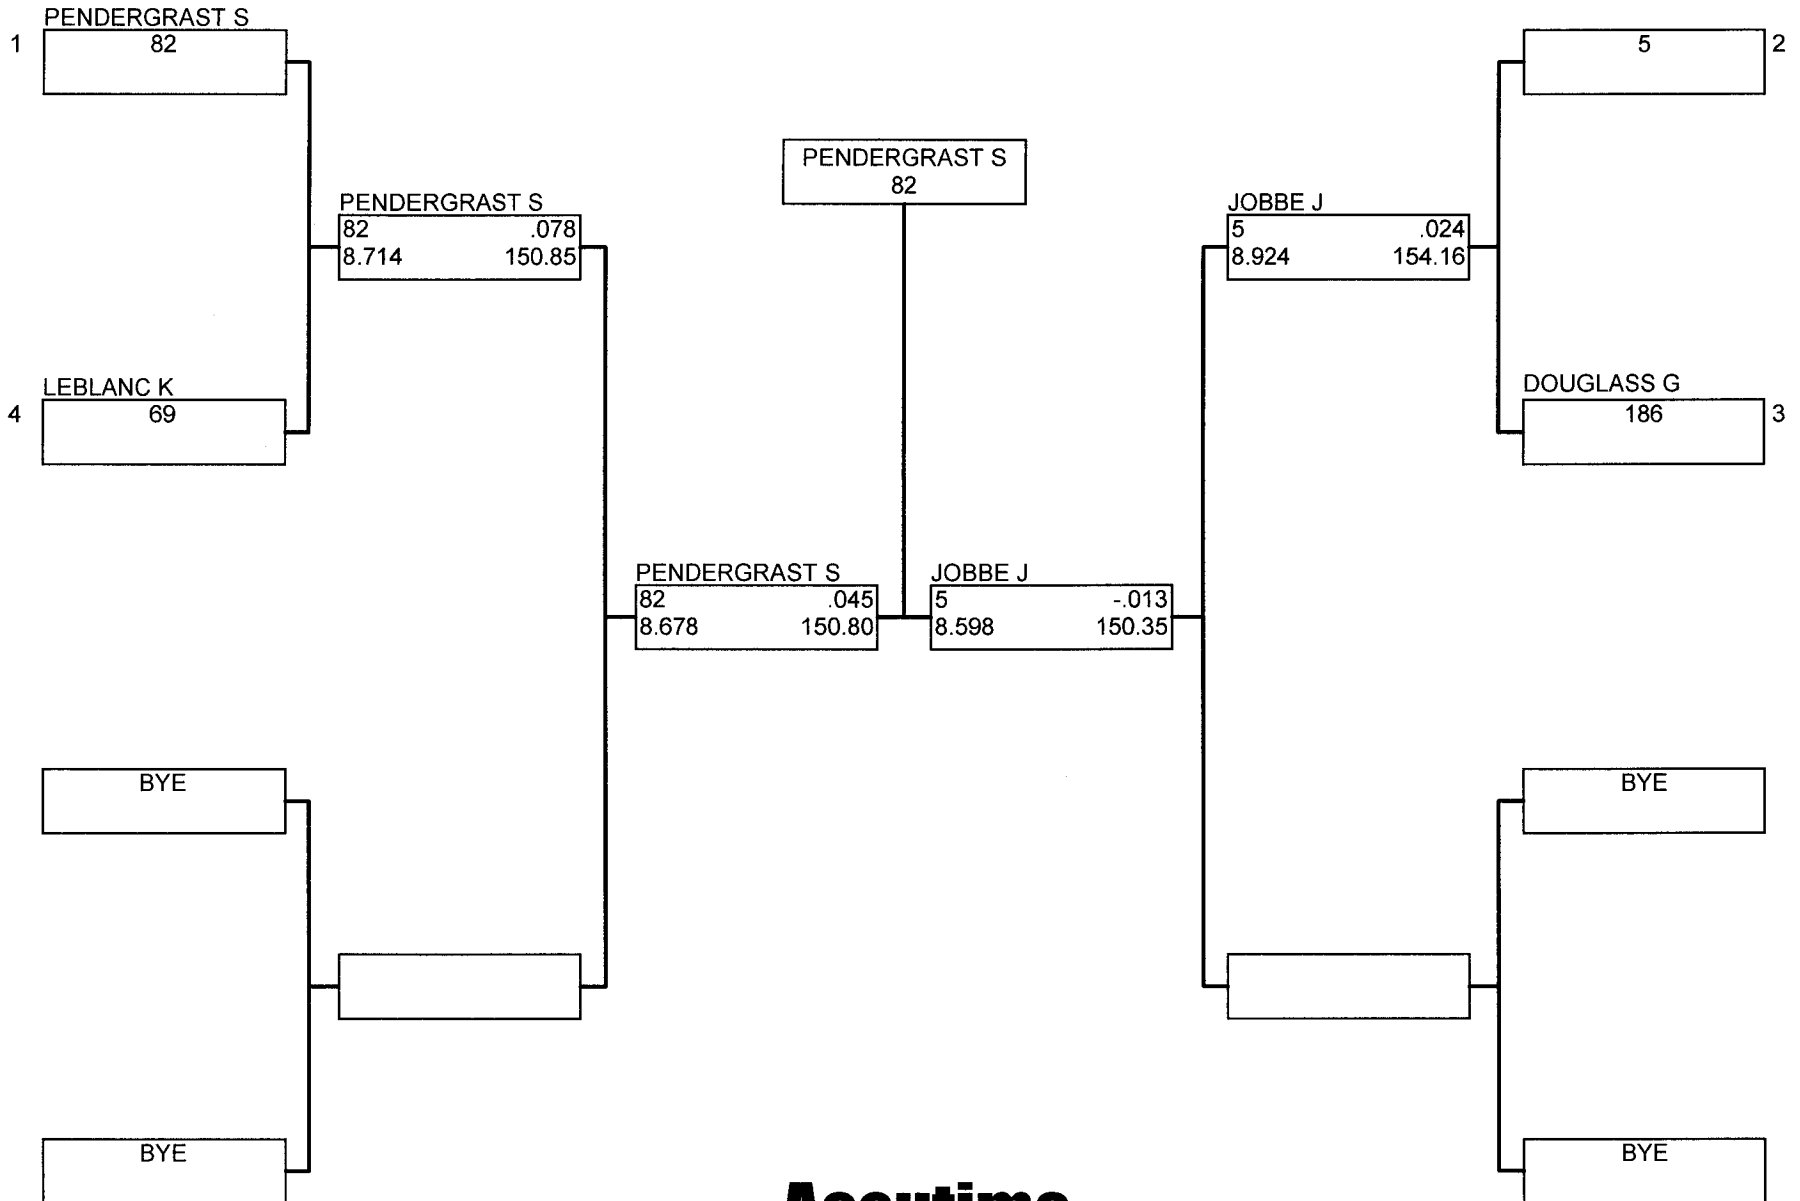 PENDERGRAST S
1
82
5
2
PENDERGRAST S
82
PENDERGRAST S
82 .078
8.714 150.85
JOBBE J
5 .024
8.924 154.16
LEBLANC K
4
69
DOUGLASS G
186
3
PENDERGRAST S
82 .045
8.678 150.80
JOBBE J
5 -.013
8.598 150.35
BYE
BYE
BYE
BYE
Accutime